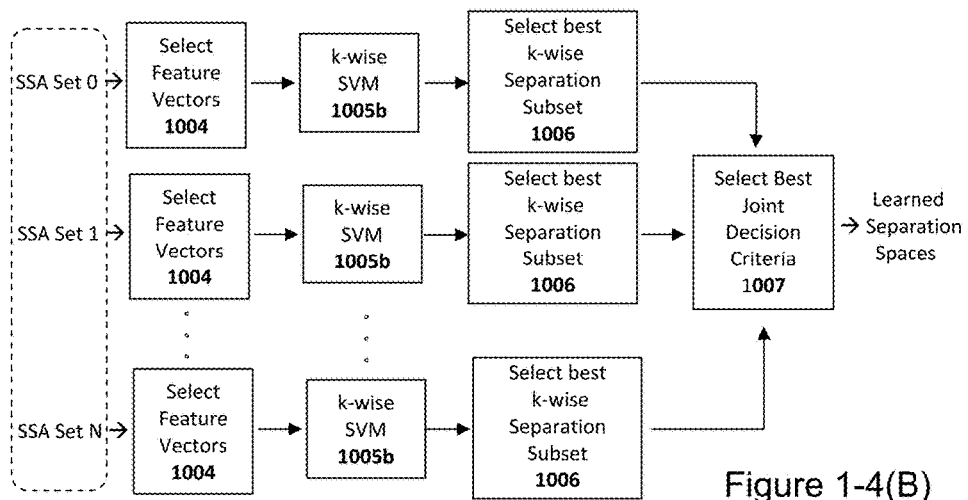 SSA Set 0
Select
Feature
Vectors
1004
k-wise
SVM
1005b
Select best
k-wise
Separation
Subset
1006
SSA Set 1
Select
Feature
Vectors
1004
k-wise
SVM
1005b
Select best
k-wise
Separation
Subset
1006
Select Best
Joint
Decision
Criteria
1007
Learned
Separation
Spaces
SSA Set N
Select
Feature
Vectors
1004
k-wise
SVM
1005b
Select best
k-wise
Separation
Subset
1006
Figure 1-4(B)